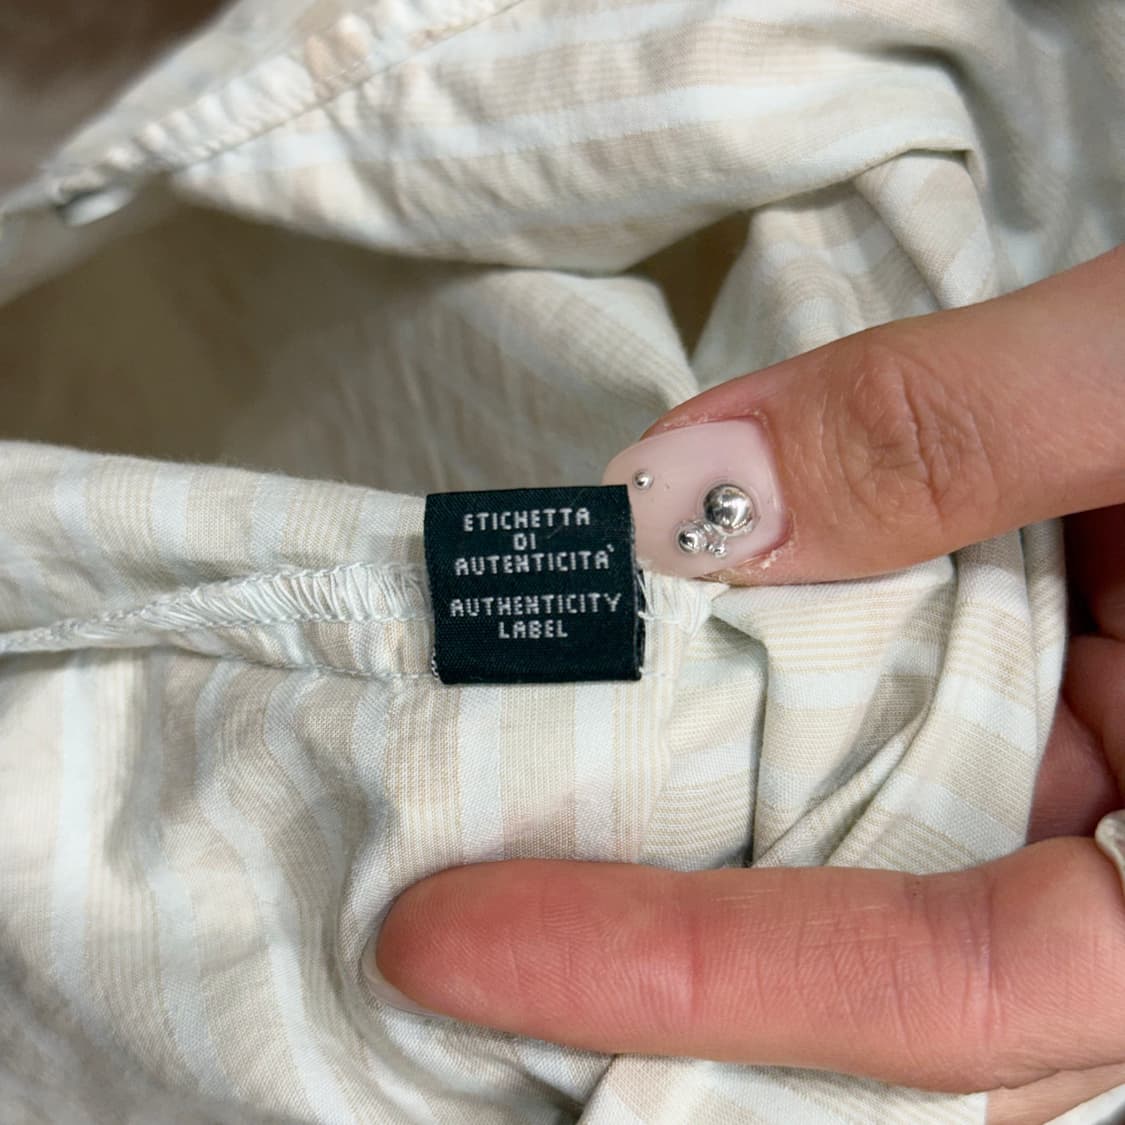 ETICHETTA
DI
AUTENTICITA'
AUTHENTICITY
LABEL